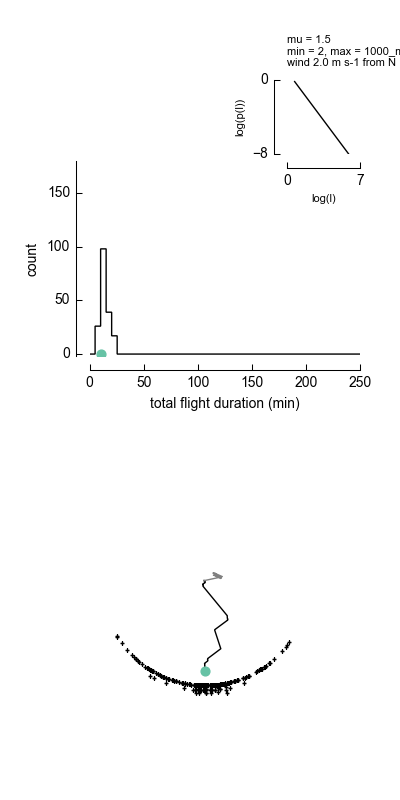 mu = 1.5
min = 2, max = 1000_m
wind 2.0 m s-1 from N
0
log(p(l))
−8
0
7
log(l)
150
100
count
50
0
0
50
100
150
200
250
total flight duration (min)